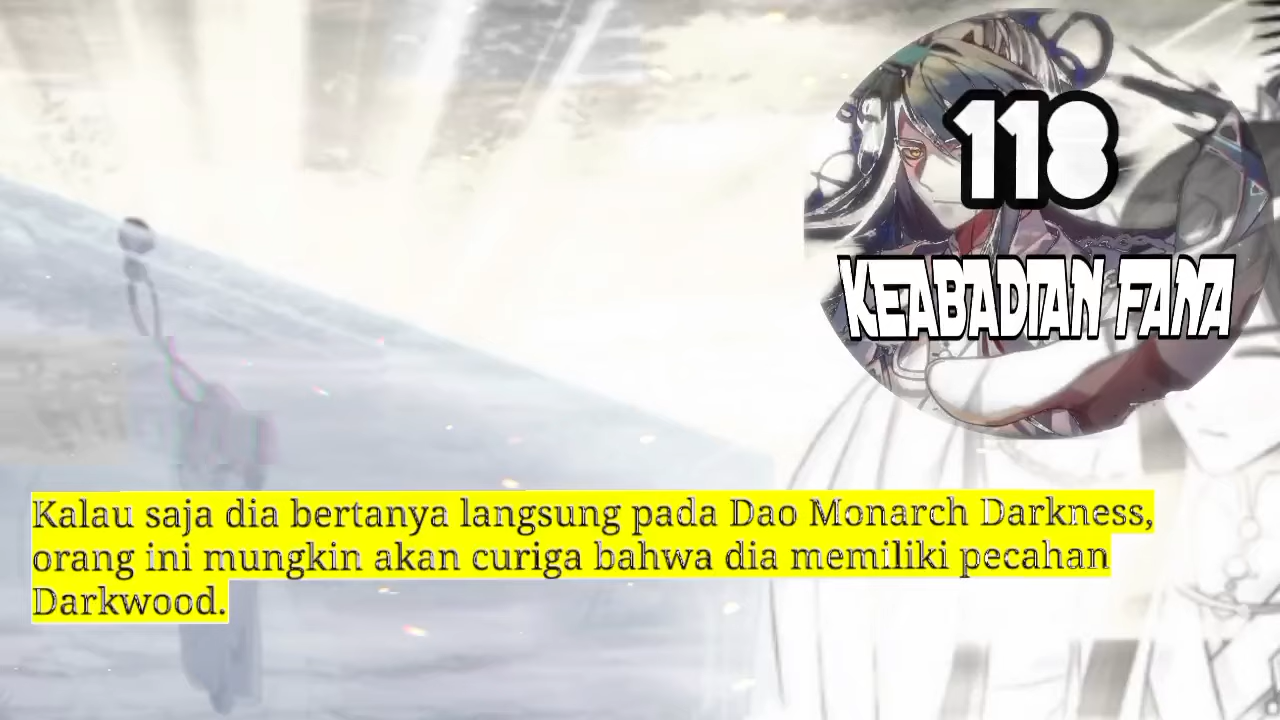 118
KEABADIAN FANA
Kalau saja dia bertanya langsung pada Dao Monarch Darkness,
orang ini mungkin akan curiga bahwa dia memiliki pecahan
Darkwood.